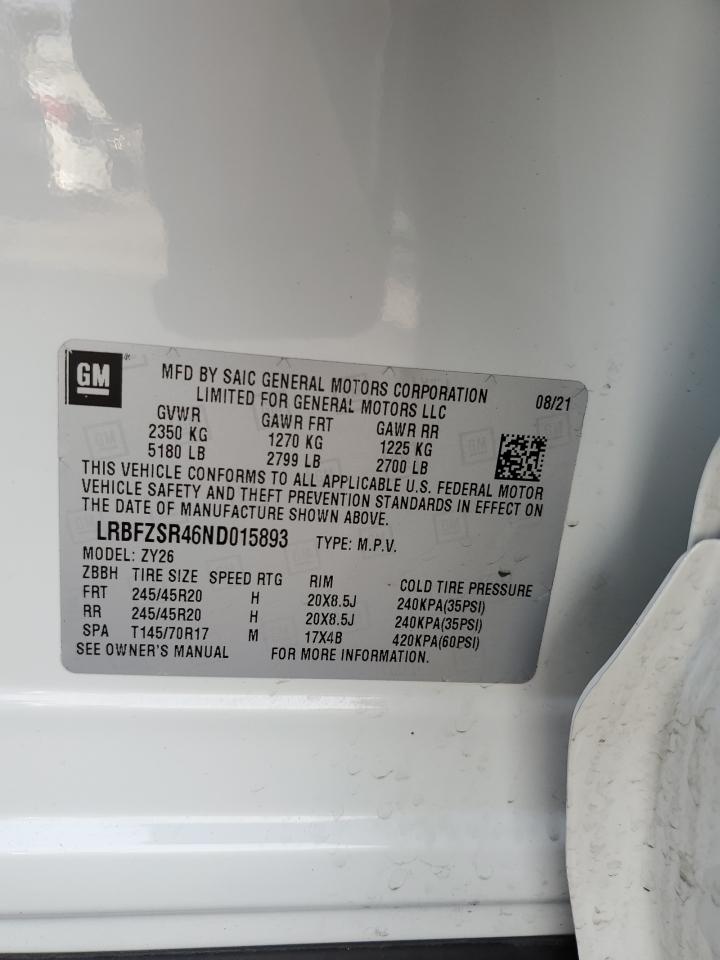 GM
MFD BY SAIC GENERAL MOTORS CORPORATION
LIMITED FOR GENERAL MOTORS LLC
08/21
GVWR GAWR FRT GAWR RR
2350 KG 1270 KG 1225 KG
5180 LB 2799 LB 2700 LB
THIS VEHICLE CONFORMS TO ALL APPLICABLE U.S. FEDERAL MOTOR
VEHICLE SAFETY AND THEFT PREVENTION STANDARDS IN EFFECT ON
THE DATE OF MANUFACTURE SHOWN ABOVE.
LRBFZSR46ND015893 TYPE: M.P.V.
MODEL: ZY26
ZBBH TIRE SIZE SPEED RTG RIM COLD TIRE PRESSURE
FRT 245/45R20 H 20X8.5J 240KPA(35PSI)
RR 245/45R20 H 20X8.5J 240KPA(35PSI)
SPA T145/70R17 M 17X4B 420KPA(60PSI)
SEE OWNER'S MANUAL FOR MORE INFORMATION.